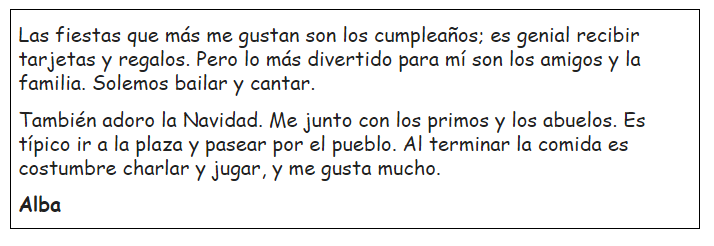 Las fiestas que más me gustan son los cumpleaños; es genial recibir
tarjetas y regalos. Pero lo más divertido para mí son los amigos y la
familia. Solemos bailar y cantar.
También adoro la Navidad. Me junto con los primos y los abuelos. Es
típico ir a la plaza y pasear por el pueblo. Al terminar la comida es
costumbre charlar y jugar, y me gusta mucho.
Alba